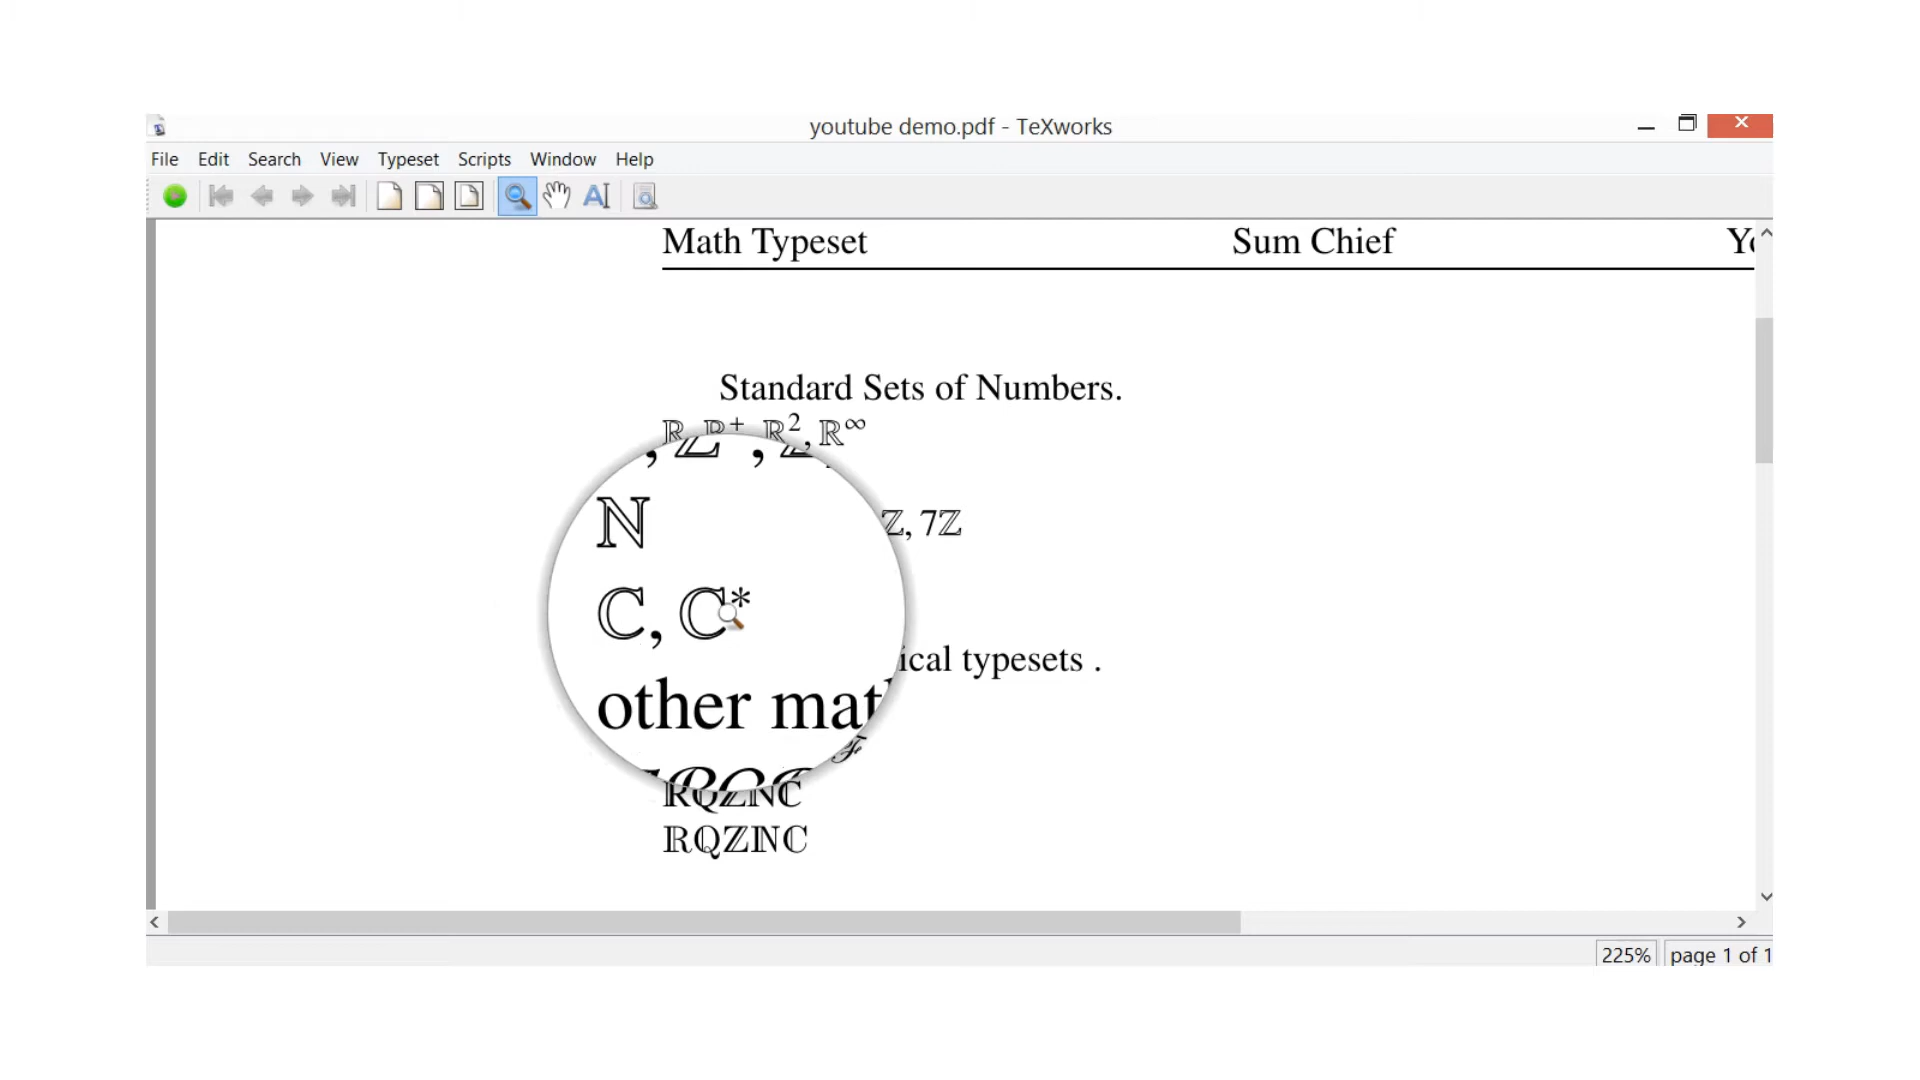 youtube demo.pdf - TeXworks
File Edit Search View Typeset Scripts Window Help
Math Typeset Sum Chief
Standard Sets of Numbers.
ℝ, ℝ⁺, ℝ², ℝ^∞
ℤ, 7ℤ
ℕ
ℂ, ℂ*
other
ical typesets .
ℝℚℤℕℂ
ℝℚℤℕℂ
225% page 1 of 1